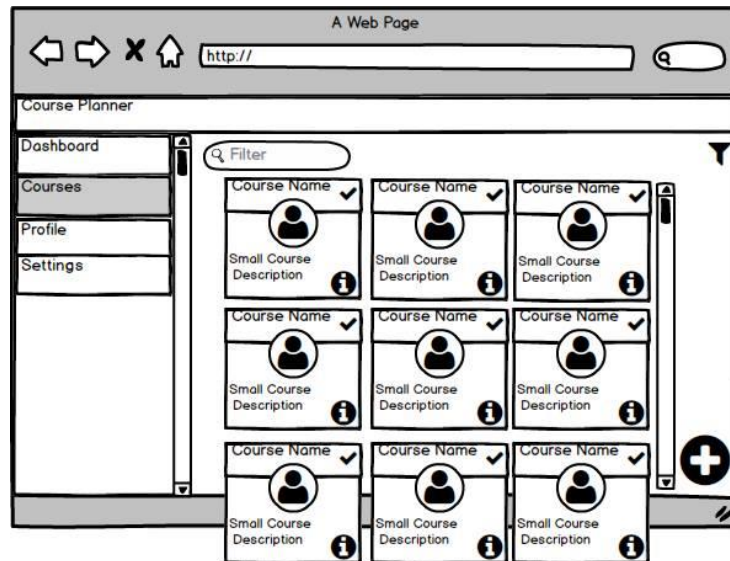 A Web Page
http://
Course Planner
Dashboard
Courses
Profile
Settings
Filter
Course Name
Course Name
Course Name
Small Course
Description
Small Course
Description
Small Course
Description
Course Name
Course Name
Course Name
Small Course
Description
Small Course
Description
Small Course
Description
Course Name
Course Name
Course Name
Small Course
Description
Small Course
Description
Small Course
Description